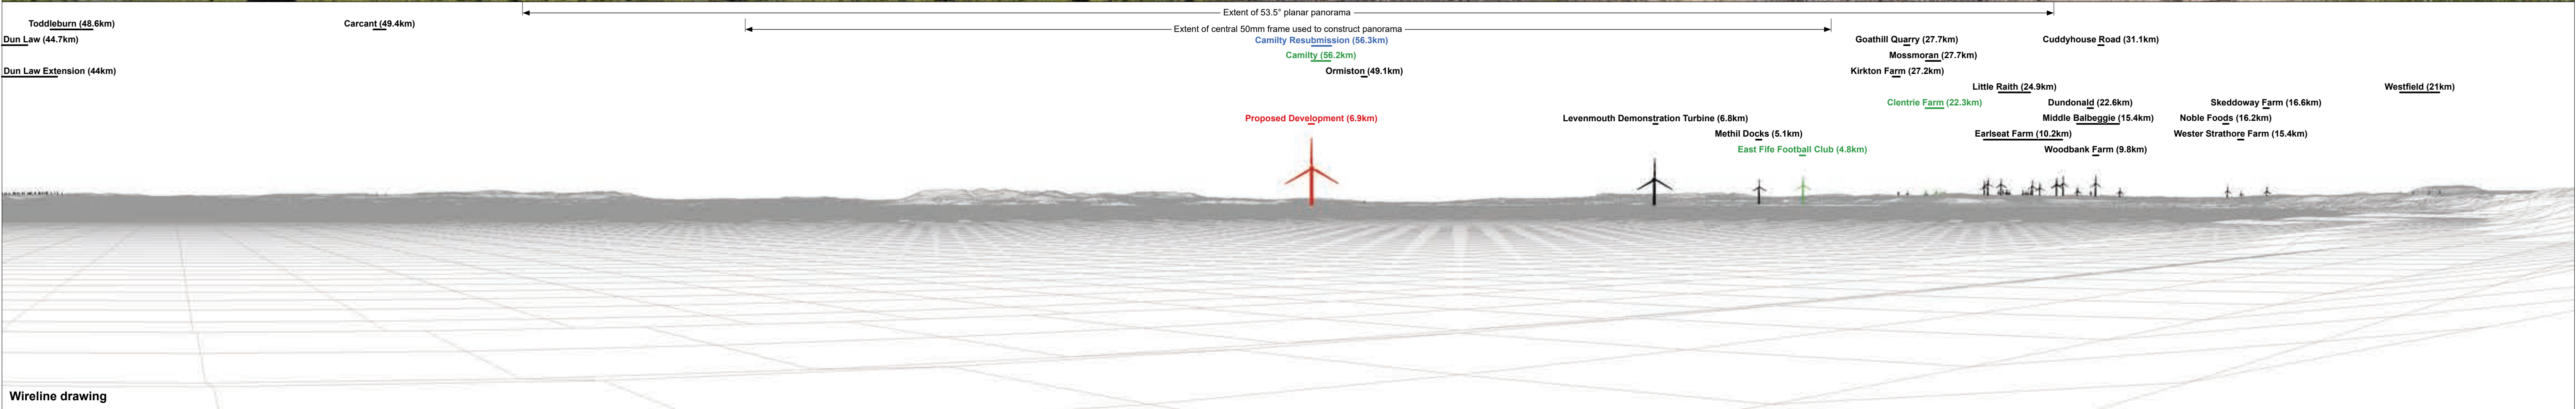 Extent of 53.5° planar panorama
Toddleburn (48.6km)
Carcant (49.4km)
Extent of central 50mm frame used to construct panorama
Dun Law (44.7km)
Camilty Resubmission (56.3km)
Goathill Quarry (27.7km)
Cuddyhouse Road (31.1km)
Camilty (56.2km)
Mossmoran (27.7km)
Dun Law Extension (44km)
Ormiston (49.1km)
Kirkton Farm (27.2km)
Little Raith (24.9km)
Westfield (21km)
Clentrie Farm (22.3km)
Dundonald (22.6km)
Skeddoway Farm (16.6km)
Proposed Development (6.9km)
Levenmouth Demonstration Turbine (6.8km)
Middle Balbeggie (15.4km)
Noble Foods (16.2km)
Methil Docks (5.1km)
Earlseat Farm (10.2km)
Wester Strathore Farm (15.4km)
East Fife Football Club (4.8km)
Woodbank Farm (9.8km)
Wireline drawing